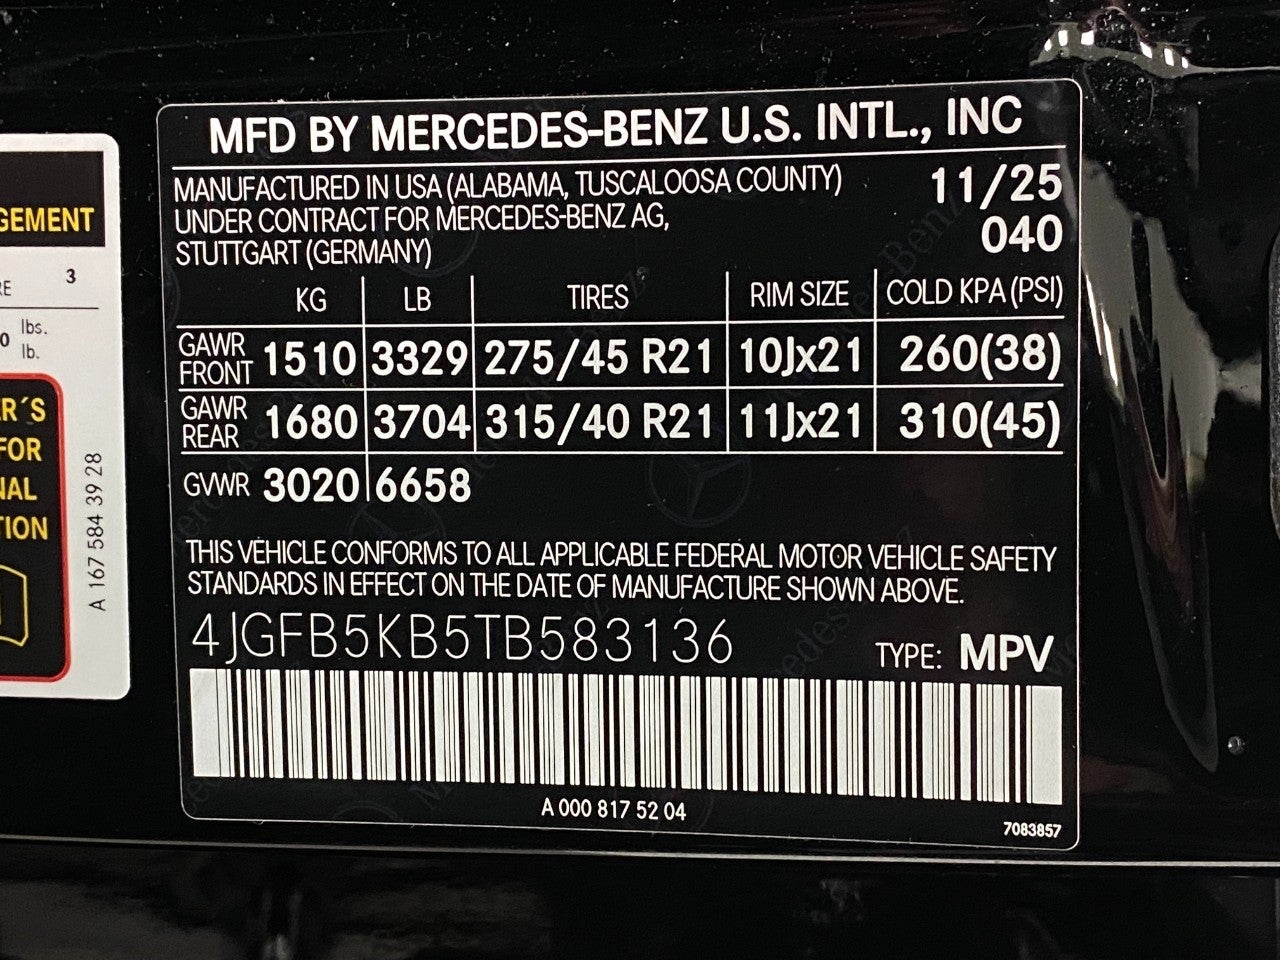 MFD BY MERCEDES-BENZ U.S. INTL., INC
MANUFACTURED IN USA (ALABAMA, TUSCALOOSA COUNTY) 11/25
UNDER CONTRACT FOR MERCEDES-BENZ AG, 040
STUTTGART (GERMANY)
KG LB TIRES RIM SIZE COLD KPA (PSI)
GAWR FRONT 1510 3329 275/45 R21 10Jx21 260(38)
GAWR REAR 1680 3704 315/40 R21 11Jx21 310(45)
GVWR 3020 6658
THIS VEHICLE CONFORMS TO ALL APPLICABLE FEDERAL MOTOR VEHICLE SAFETY
STANDARDS IN EFFECT ON THE DATE OF MANUFACTURE SHOWN ABOVE.
4JGFB5KB5TB583136 TYPE: MPV
A 000 817 52 04
7083857
GEMENT
RE 3
0 lbs.
lb.
ER´S
FOR
NAL
TION
A 167 584 39 28